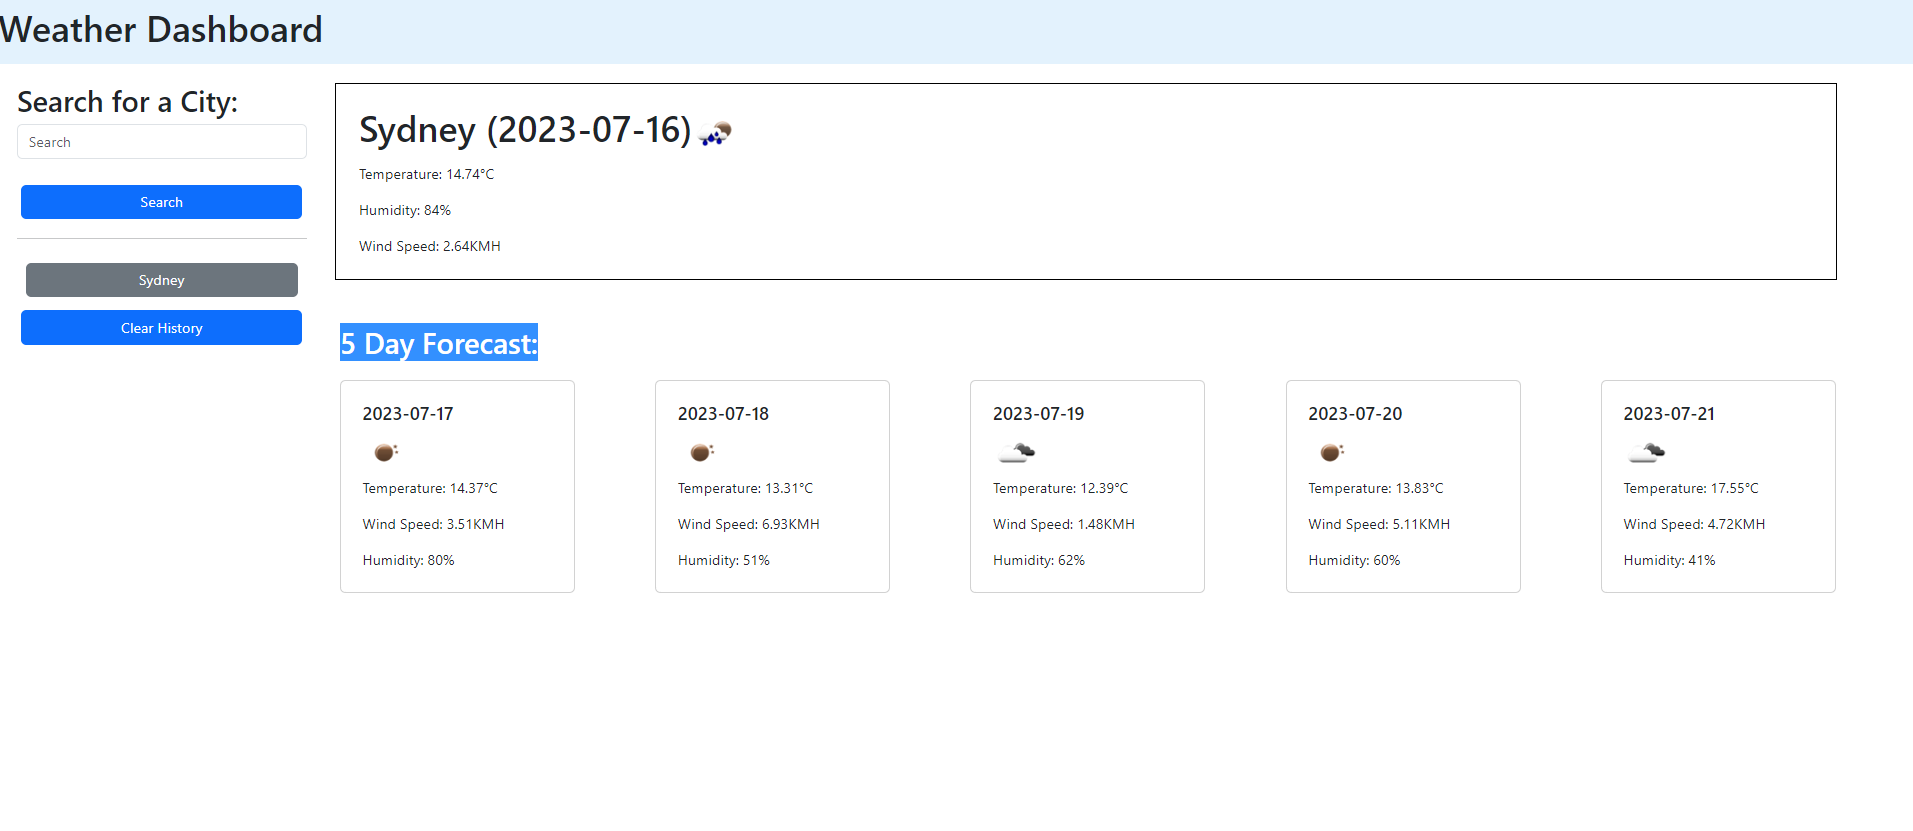 Weather Dashboard
Search for a City:
Search
Search
Sydney
Clear History
Sydney (2023-07-16)
Temperature: 14.74°C
Humidity: 84%
Wind Speed: 2.64KMH
5 Day Forecast:
2023-07-17
Temperature: 14.37°C
Wind Speed: 3.51KMH
Humidity: 80%
2023-07-18
Temperature: 13.31°C
Wind Speed: 6.93KMH
Humidity: 51%
2023-07-19
Temperature: 12.39°C
Wind Speed: 1.48KMH
Humidity: 62%
2023-07-20
Temperature: 13.83°C
Wind Speed: 5.11KMH
Humidity: 60%
2023-07-21
Temperature: 17.55°C
Wind Speed: 4.72KMH
Humidity: 41%